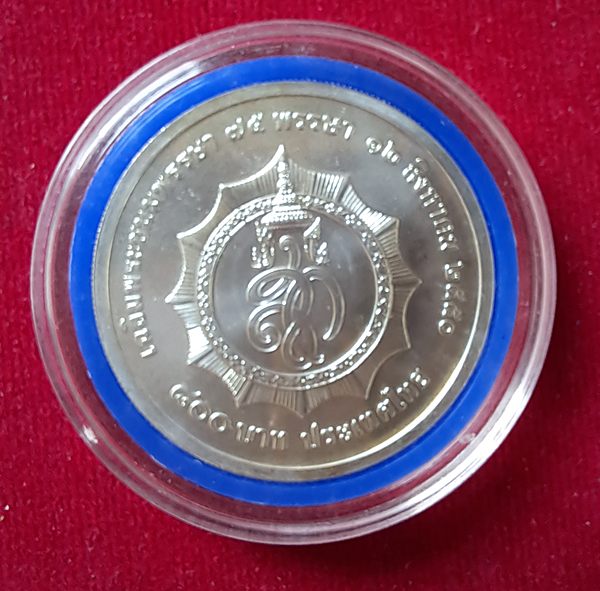 เฉลิมพระชนมพรรษา ๗๕ พรรษา ๑๒ สิงหาคม ๒๕๕๐
๘๐๐ บาท ประเทศไทย